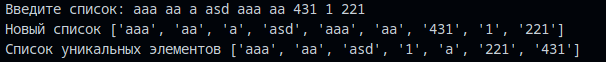 Введите список: aaa aa a asd aaa aa 431 1 221
Новый список ['aaa', 'aa', 'a', 'asd', 'aaa', 'aa', '431', '1', '221']
Список уникальных элементов ['aaa', 'aa', 'asd', '1', 'a', '221', '431']